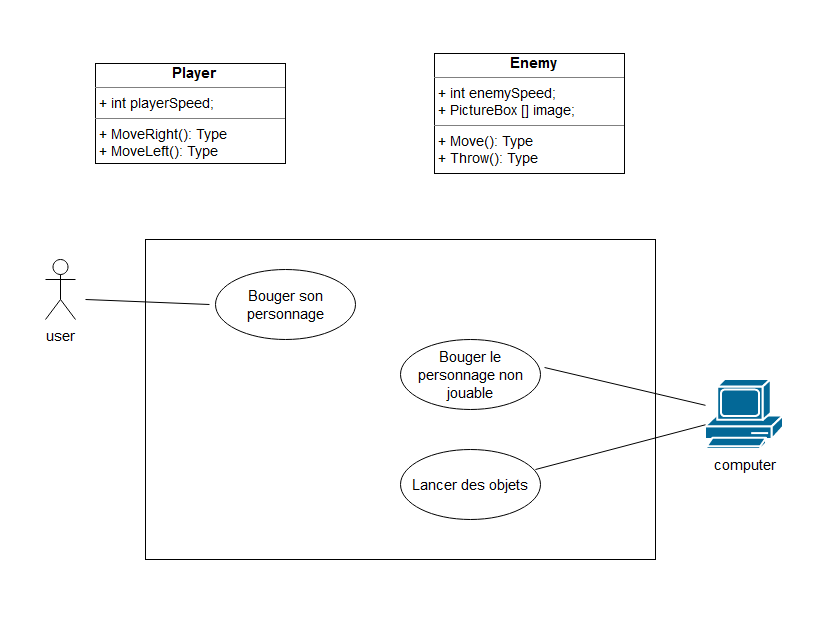 Player
+ int playerSpeed;
+ MoveRight(): Type
+ MoveLeft(): Type
Enemy
+ int enemySpeed;
+ PictureBox [] image;
+ Move(): Type
+ Throw(): Type
user
Bouger son
personnage
Bouger le
personnage non
jouable
Lancer des objets
computer